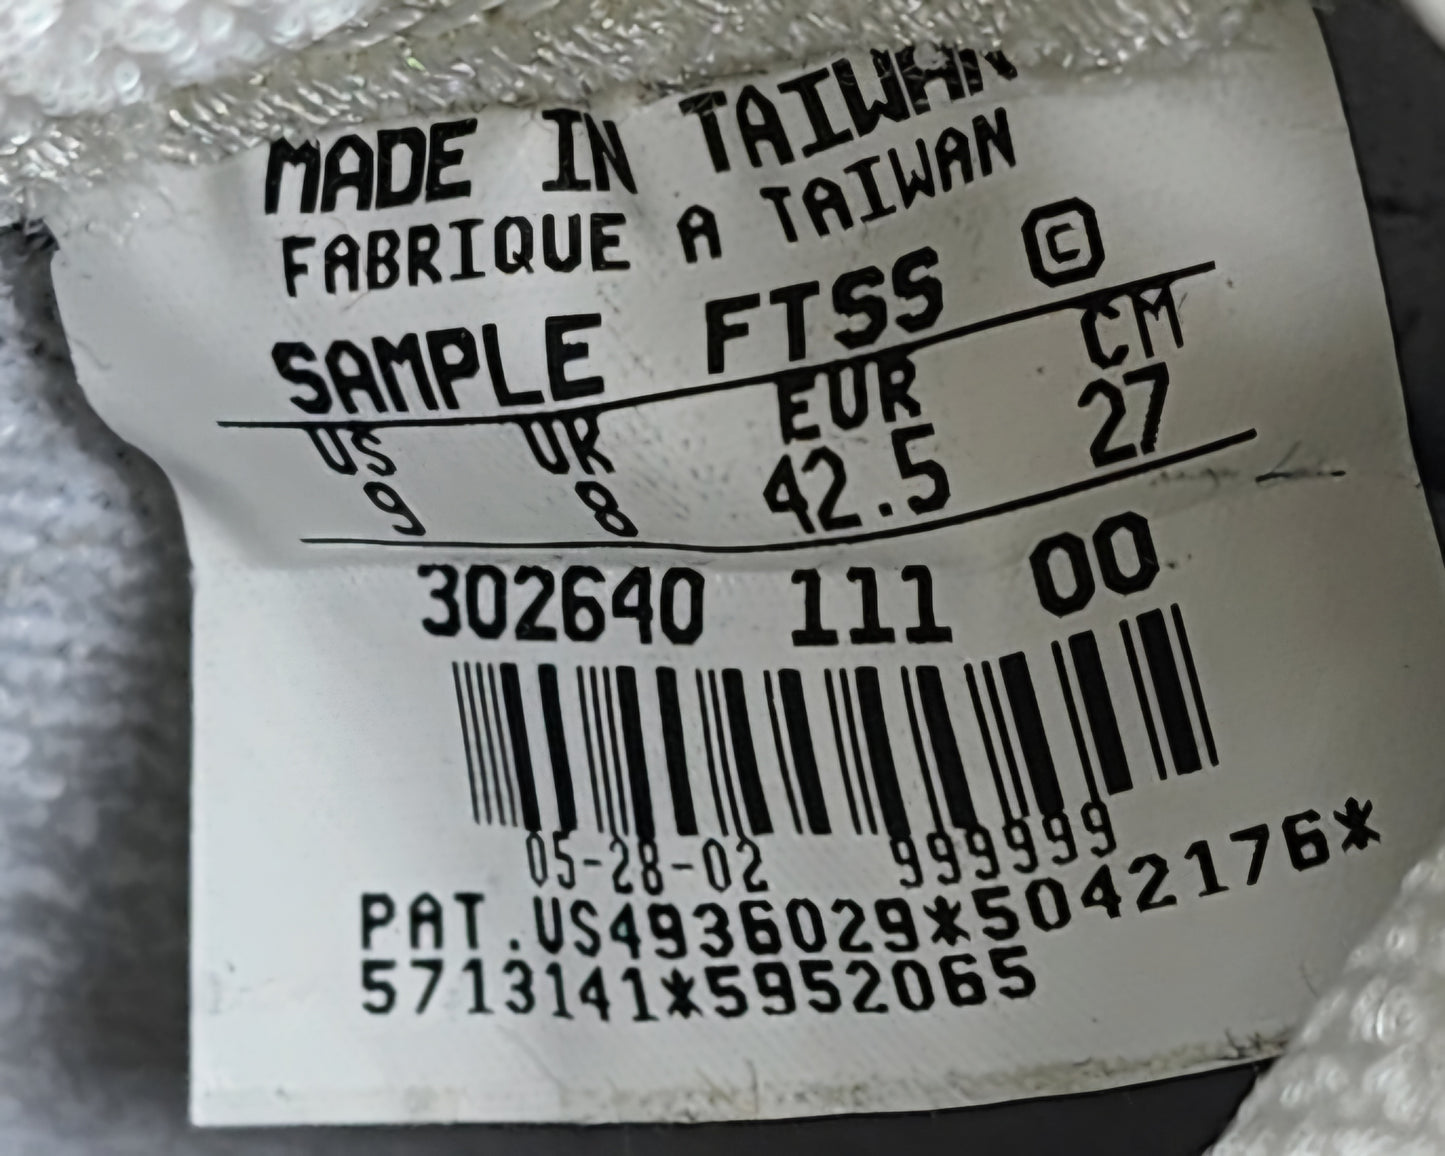 MADE IN TAIWAN
FABRIQUE A TAIWAN
SAMPLE FTSS ©
US UK EUR CM
9 8 42.5 27
302640 111 00
05-28-02 999999
PAT.US4936029*5042176*
5713141*5952065